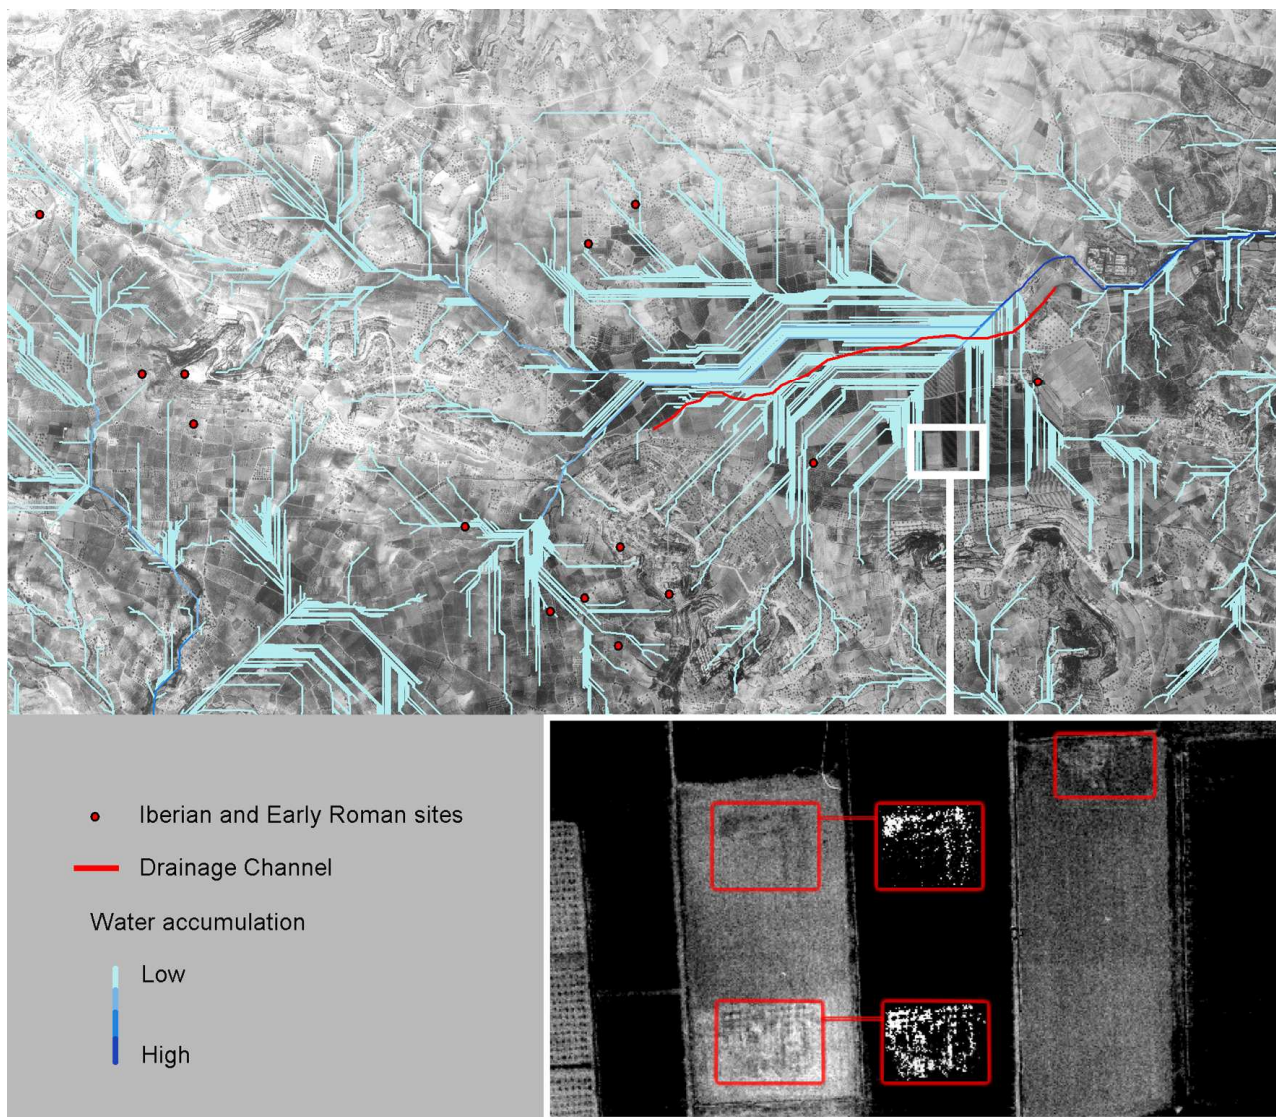 Iberian and Early Roman sites
Drainage Channel
Water accumulation
Low
High